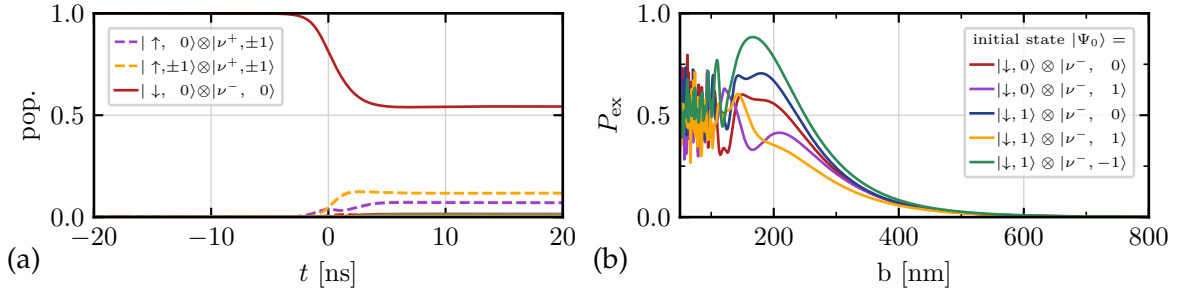 1.0
0.5
0.0
pop.
| ↑, 0⟩⊗|ν⁺,±1⟩
| ↑,±1⟩⊗|ν⁺,±1⟩
| ↓, 0⟩⊗|ν⁻, 0⟩
−20
−10
0
10
20
t [ns]
(a)
1.0
0.5
0.0
P_ex
initial state |Ψ₀⟩ =
|↓, 0⟩ ⊗ |ν⁻, 0⟩
|↓, 0⟩ ⊗ |ν⁻, 1⟩
|↓, 1⟩ ⊗ |ν⁻, 0⟩
|↓, 1⟩ ⊗ |ν⁻, 1⟩
|↓, 1⟩ ⊗ |ν⁻, −1⟩
200
400
600
800
b [nm]
(b)